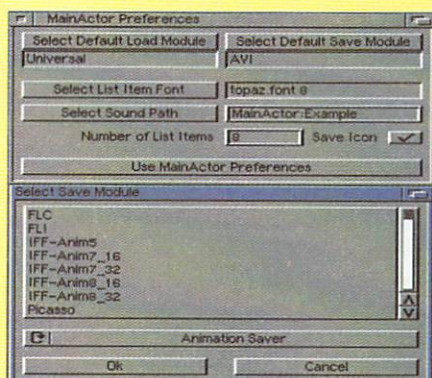 MainActor Preferences
Select Default Load Module Select Default Save Module
Universal AVI
Select List Item Font topaz.font 8
Select Sound Path MainActor:Example
Number of List Items 8 Save Icon
Use MainActor Preferences
Select Save Module
FLC
FLI
IFF-Anim5
IFF-Anim7_16
IFF-Anim7_32
IFF-Anim8_16
IFF-Anim8_32
Picasso
Animation Saver
Ok Cancel